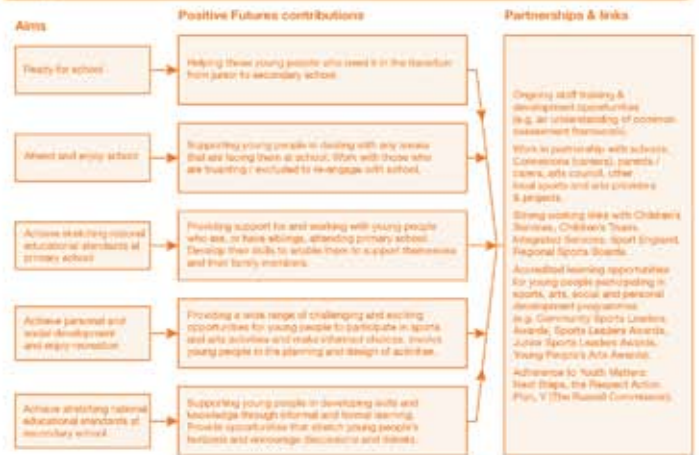 Aims
Positive Futures contributions
Partnerships & links
Ready for school
Helping those young people who need it in the transition
from junior to secondary school.
Attend and enjoy school
Supporting young people in dealing with any issues
that are facing them at school. Work with those who
are truanting / excluded to re-engage with school.
Achieve stretching national
educational standards at
primary school
Providing support for and working with young people
who are, or have siblings, attending primary school.
Develop their skills to enable them to support themselves
and their family members.
Achieve personal and
social development
and enjoy recreation
Providing a wide range of challenging and exciting
opportunities for young people to participate in sports
and arts activities and make informed choices. Involve
young people in the planning and design of activities.
Achieve stretching national
educational standards at
secondary school
Supporting young people in developing skills and
knowledge through informal and formal learning.
Provide opportunities that stretch young people's
horizons and encourage discussions and debate.
Ongoing staff training &
development opportunities
(e.g. an understanding of common
assessment framework).
Work in partnership with schools,
Connexions (careers), parents /
carers, arts council, other
local sports and arts providers
& projects.
Strong working links with Children's
Services, Children's Trusts,
Integrated Services, Sport England,
Regional Sports Boards.
Accredited learning opportunities
for young people participating in
sports, arts, social and personal
development programmes
(e.g. Community Sports Leaders
Awards, Sports Leaders Awards,
Junior Sports Leaders Awards,
Young People's Arts Awards).
Adherence to Youth Matters:
Next Steps, the Respect Action
Plan, V (The Russell Commission).